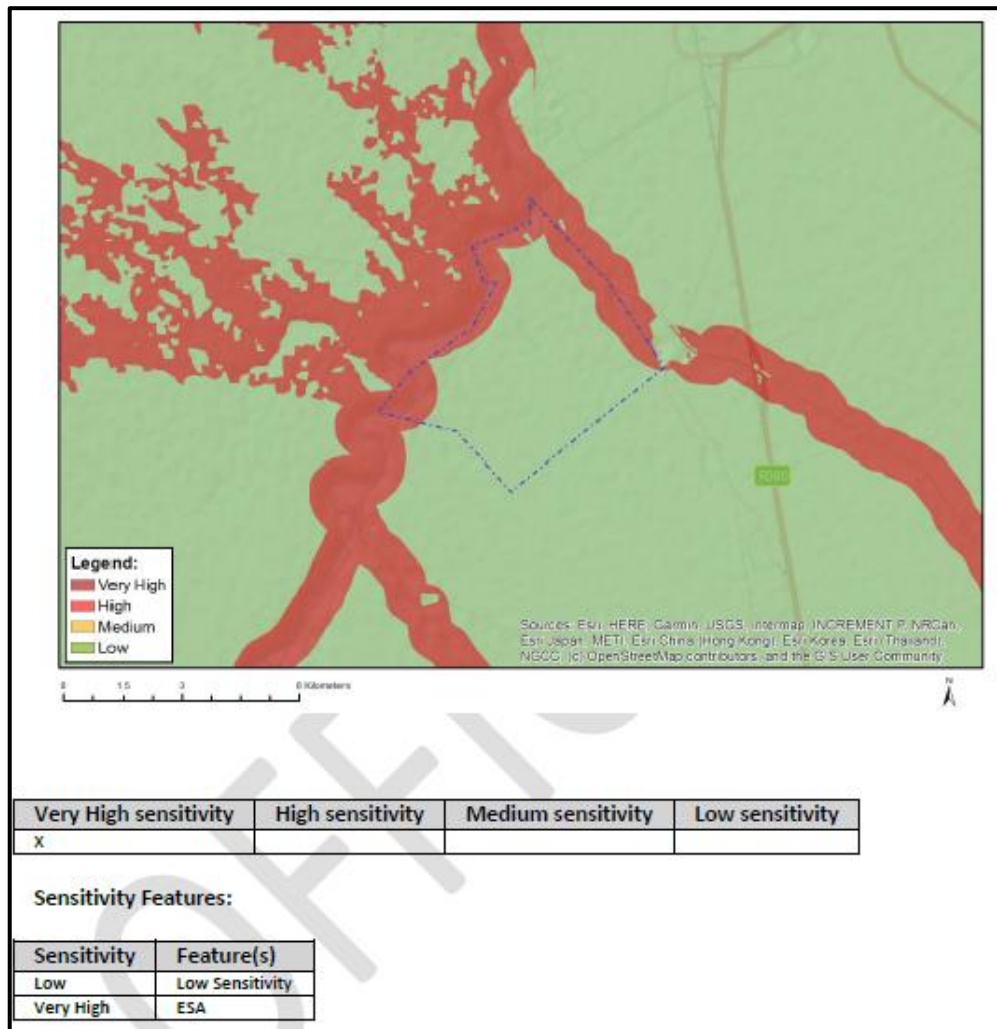 Legend:
Very High
High
Medium
Low
Sources: Esri, HERE, Garmin, USGS, Intermap, INCREMENT P, NRCan,
Esri Japan, METI, Esri China (Hong Kong), Esri Korea, Esri (Thailand),
NGCC, (c) OpenStreetMap contributors, and the GIS User Community
0 1.5 3 6 Kilometers
N
Very High sensitivity High sensitivity Medium sensitivity Low sensitivity
X
Sensitivity Features:
Sensitivity Feature(s)
Low Low Sensitivity
Very High ESA